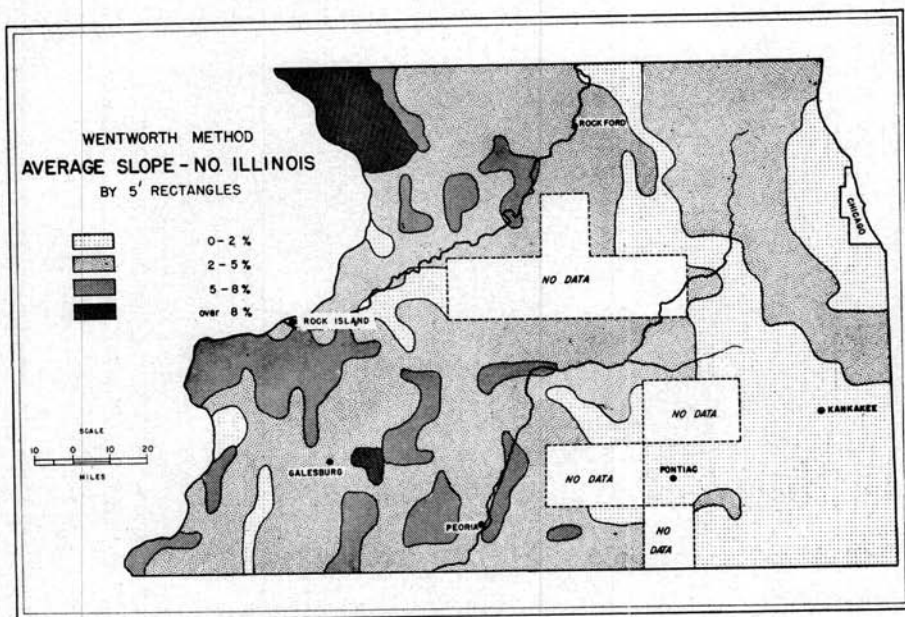 WENTWORTH METHOD
AVERAGE SLOPE - NO. ILLINOIS
BY 5' RECTANGLES
0 - 2 %
2 - 5 %
5 - 8 %
over 8 %
SCALE
10 0 10 20
MILES
ROCKFORD
CHICAGO
NO DATA
ROCK ISLAND
KANKAKEE
NO DATA
GALESBURG
NO DATA
PONTIAC
PEORIA
NO
DATA